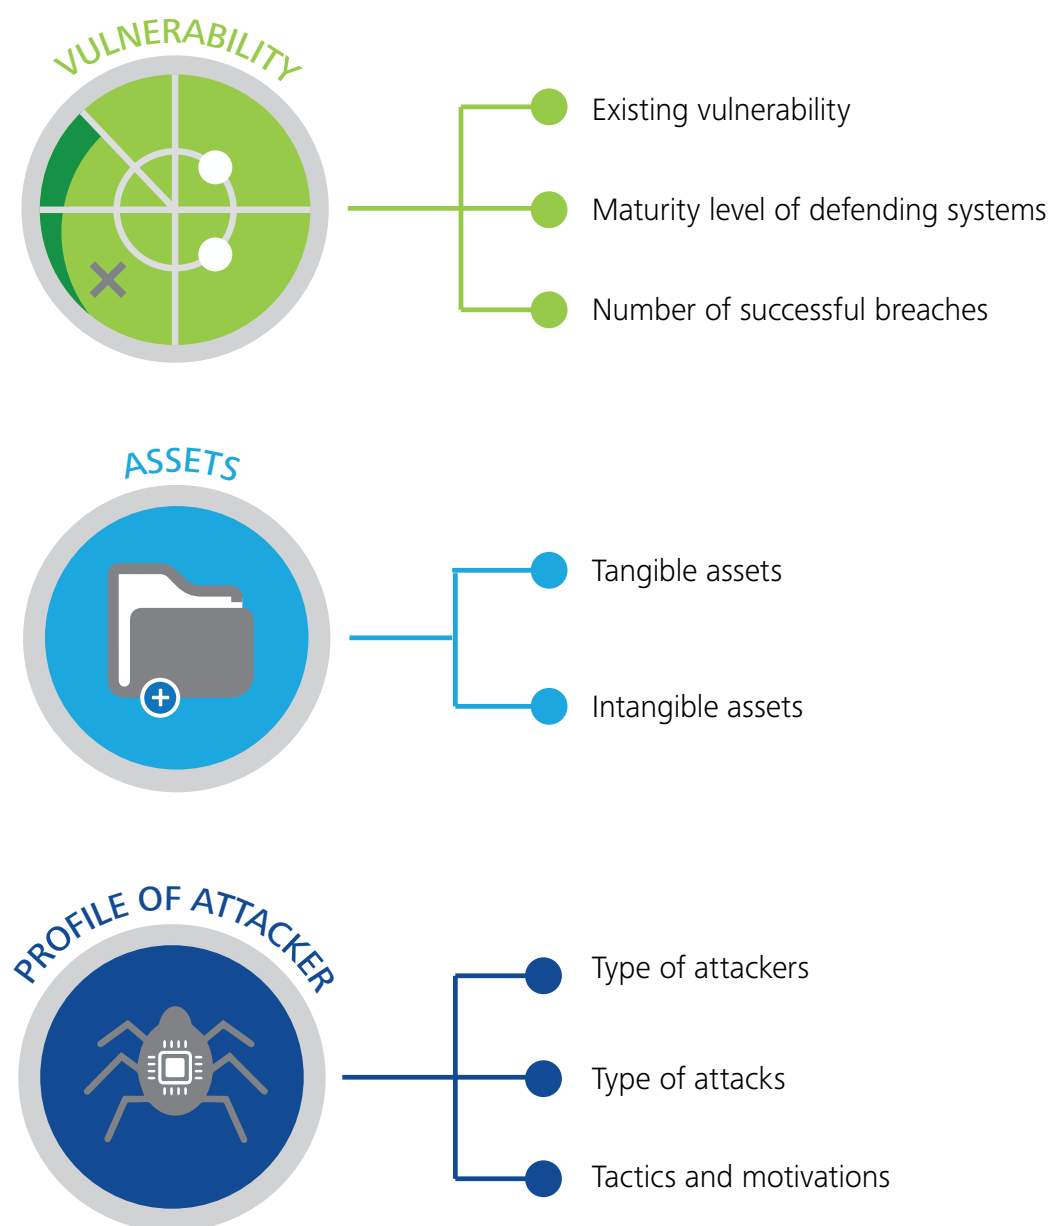 VULNERABILITY
Existing vulnerability
Maturity level of defending systems
Number of successful breaches
ASSETS
Tangible assets
Intangible assets
PROFILE OF ATTACKER
Type of attackers
Type of attacks
Tactics and motivations